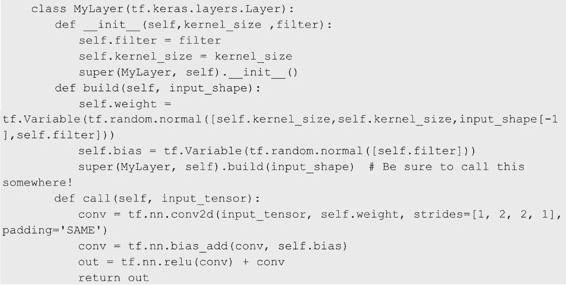 class MyLayer(tf.keras.layers.Layer):
    def __init__(self,kernel_size ,filter):
        self.filter = filter
        self.kernel_size = kernel_size
        super(MyLayer, self).__init__()
    def build(self, input_shape):
        self.weight =
tf.Variable(tf.random.normal([self.kernel_size,self.kernel_size,input_shape[-1
],self.filter]))
        self.bias = tf.Variable(tf.random.normal([self.filter]))
        super(MyLayer, self).build(input_shape)  # Be sure to call this
somewhere!
    def call(self, input_tensor):
        conv = tf.nn.conv2d(input_tensor, self.weight, strides=[1, 2, 2, 1],
padding='SAME')
        conv = tf.nn.bias_add(conv, self.bias)
        out = tf.nn.relu(conv) + conv
        return out